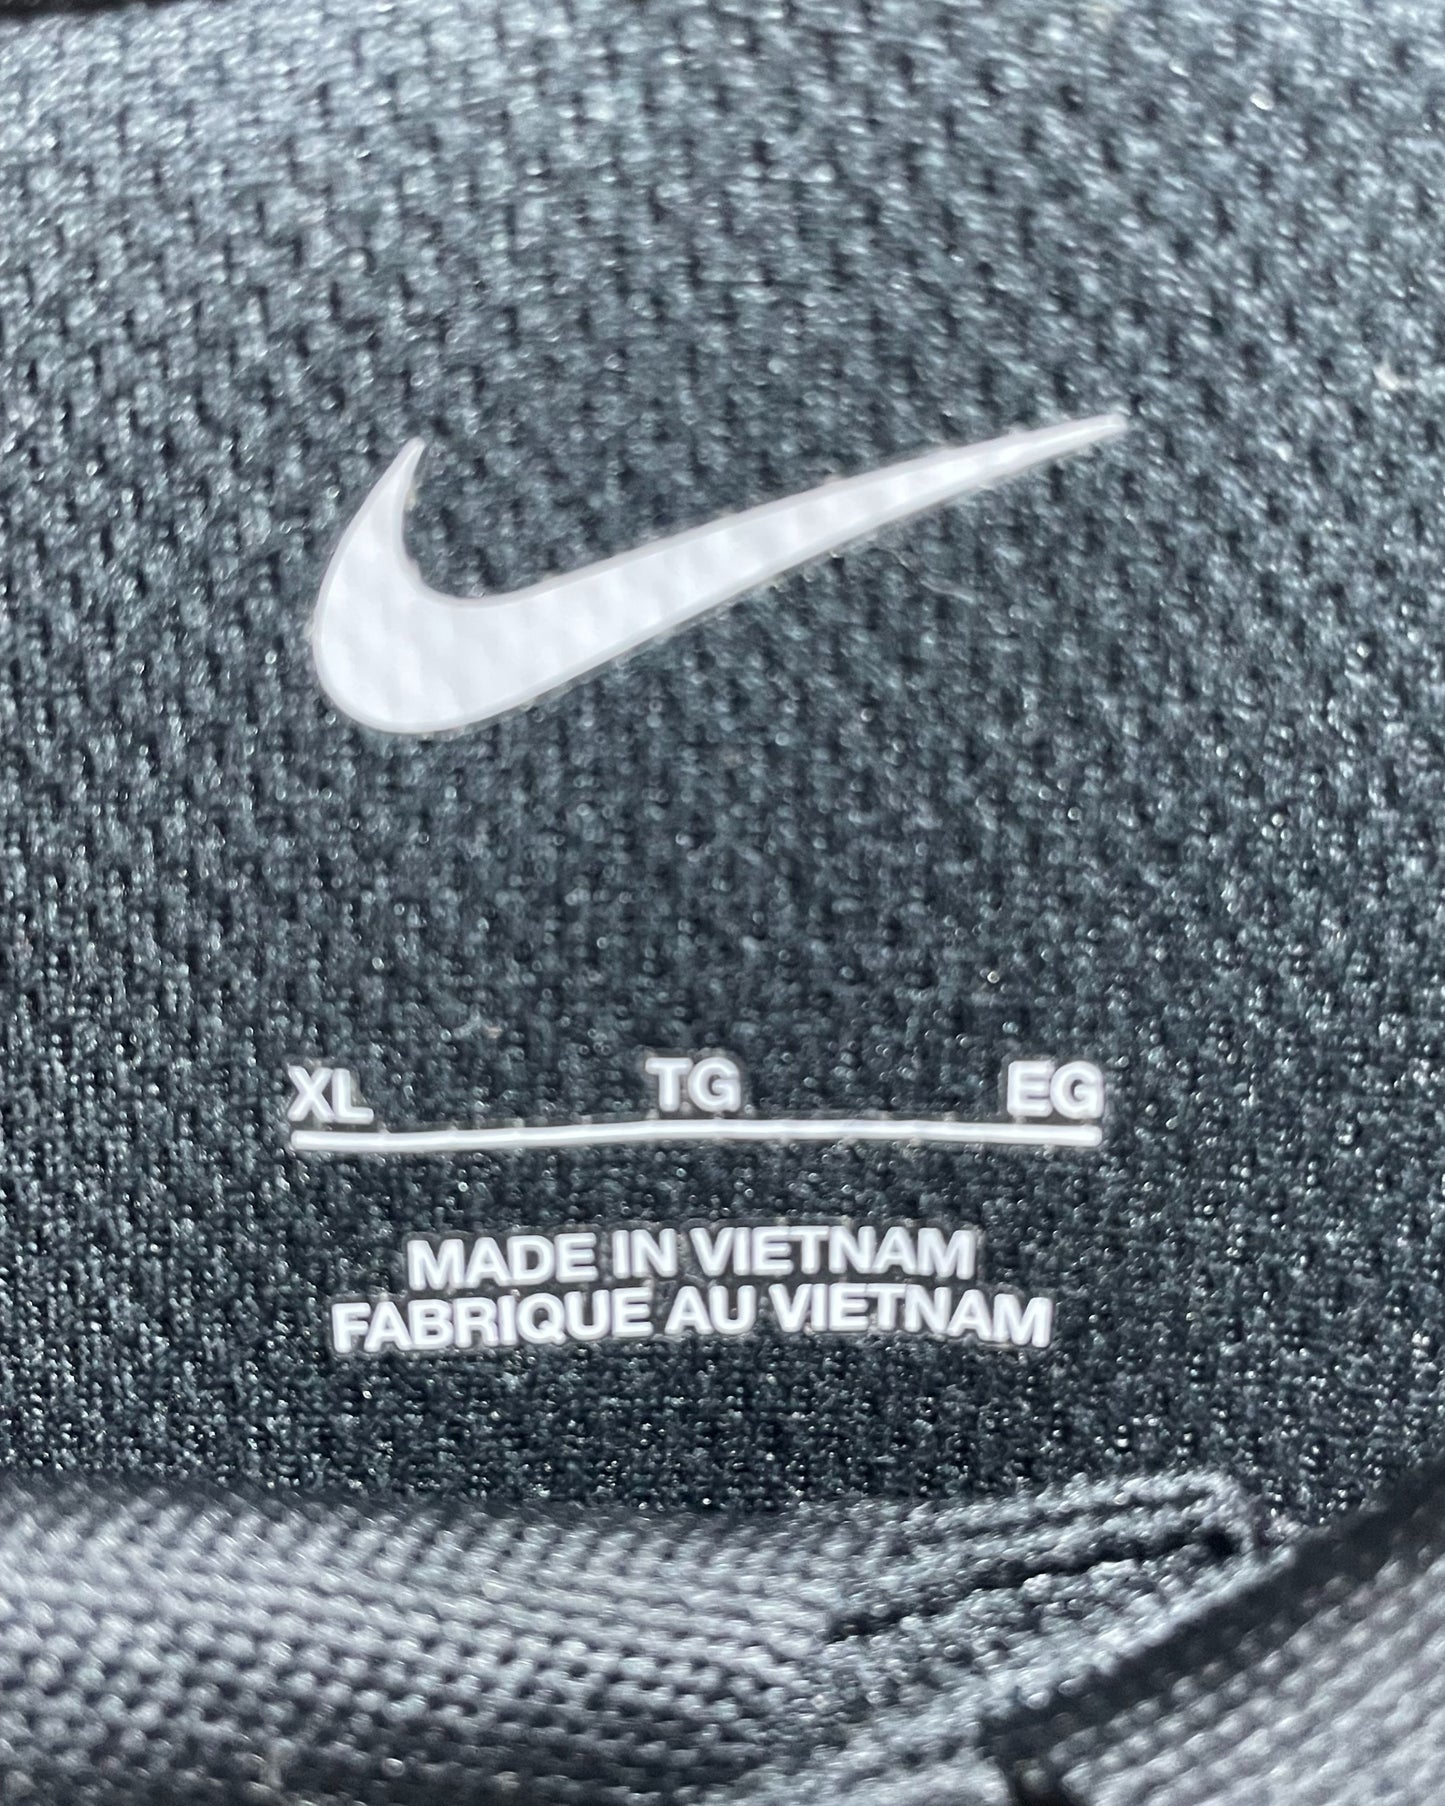 XL TG EG
MADE IN VIETNAM
FABRIQUE AU VIETNAM